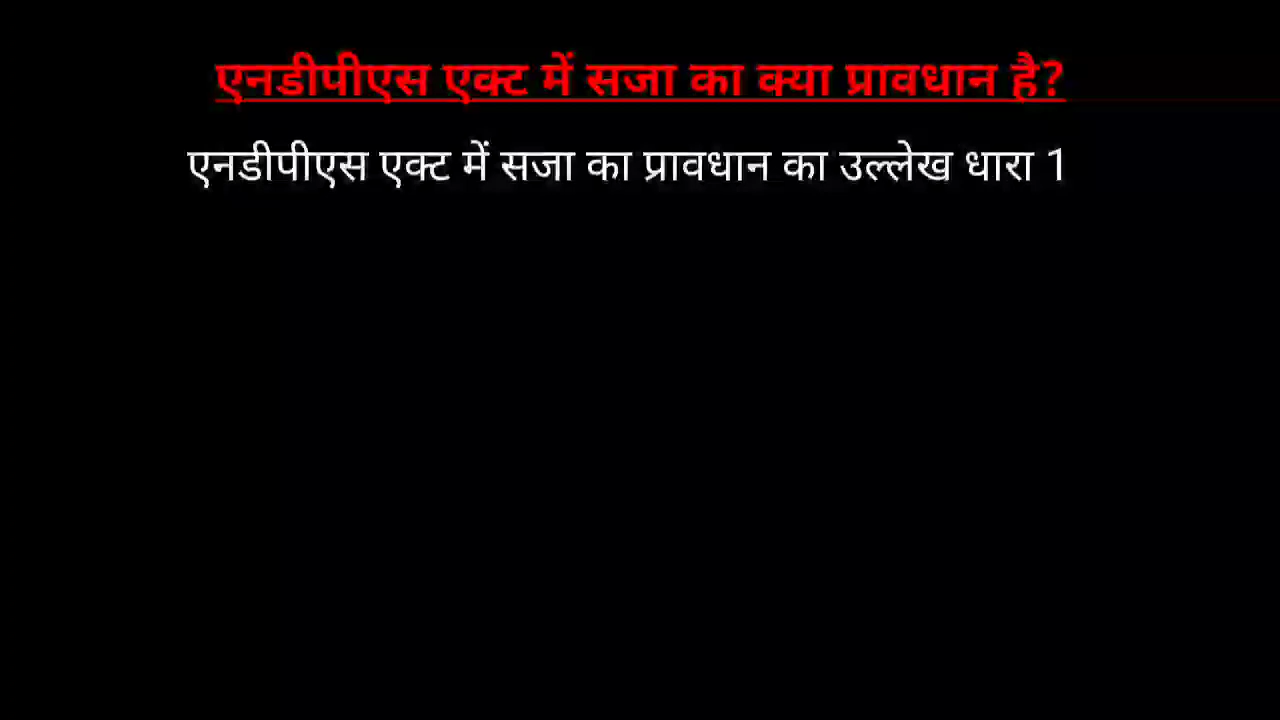 एनडीपीएस एक्ट में सजा का क्या प्रावधान है?
एनडीपीएस एक्ट में सजा का प्रावधान का उल्लेख धारा 1